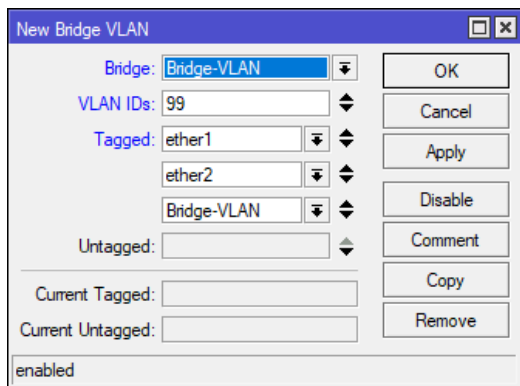 New Bridge VLAN
Bridge: Bridge-VLAN
VLAN IDs: 99
Tagged: ether1
ether2
Bridge-VLAN
Untagged:
Current Tagged:
Current Untagged:
OK
Cancel
Apply
Disable
Comment
Copy
Remove
enabled